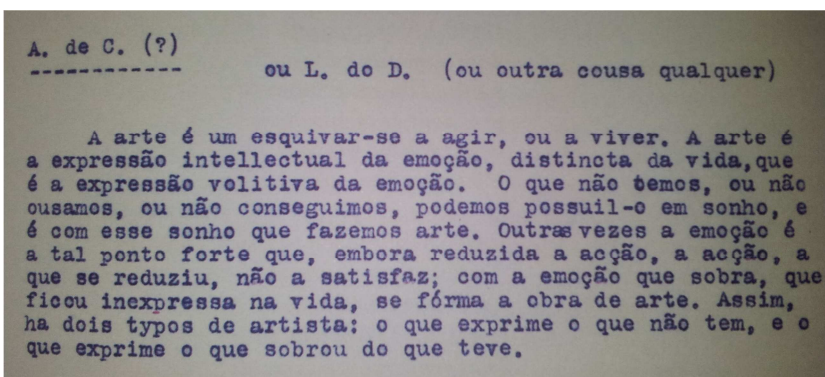 A. de C. (?)
------------
ou L. do D. (ou outra cousa qualquer)
A arte é um esquivar-se a agir, ou a viver. A arte é
a expressão intellectual da emoção, distincta da vida,que
é a expressão volitiva da emoção. O que não temos, ou não
ousamos, ou não conseguimos, podemos possuil-o em sonho, e
é com esse sonho que fazemos arte. Outras vezes a emoção é
a tal ponto forte que, embora reduzida a acção, a acção, a
que se reduziu, não a satisfaz; com a emoção que sobra, que
ficou inexpressa na vida, se fórma a obra de arte. Assim,
ha dois typos de artista: o que exprime o que não tem, e o
que exprime o que sobrou do que teve.